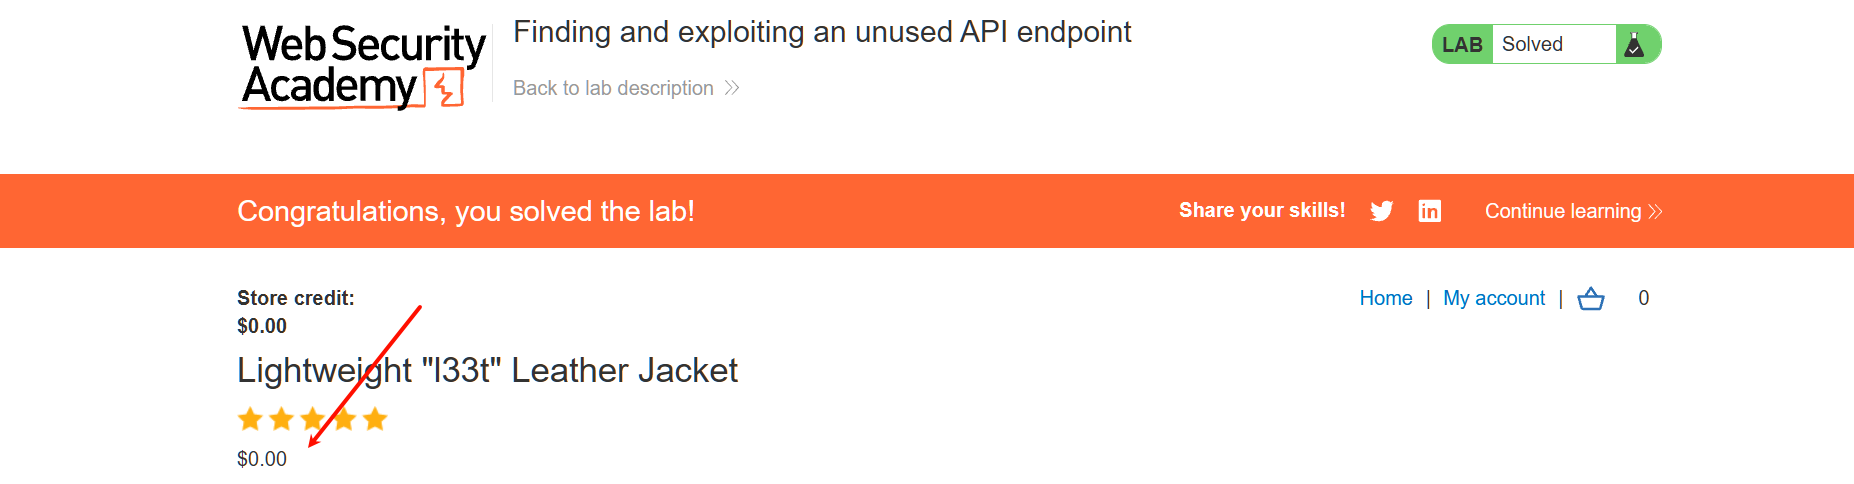 Web Security
Academy
Finding and exploiting an unused API endpoint
Back to lab description
LAB Solved
Congratulations, you solved the lab!
Share your skills!
in
Continue learning
Store credit:
$0.00
Home | My account | 0
Lightweight "l33t" Leather Jacket
$0.00